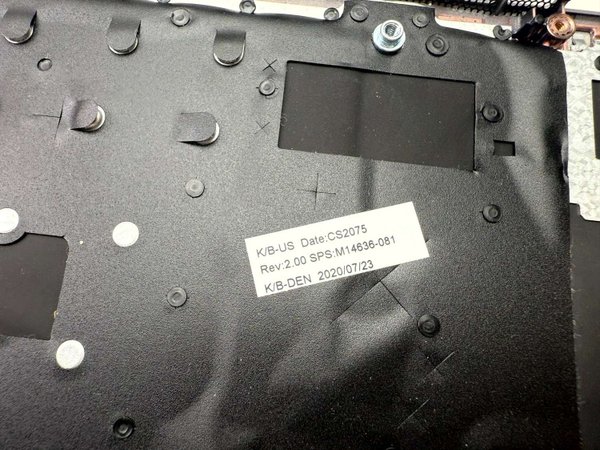 K/B-US Date:CS2075
Rev:2.00 SPS:M14636-081
K/B-DEN 2020/07/23